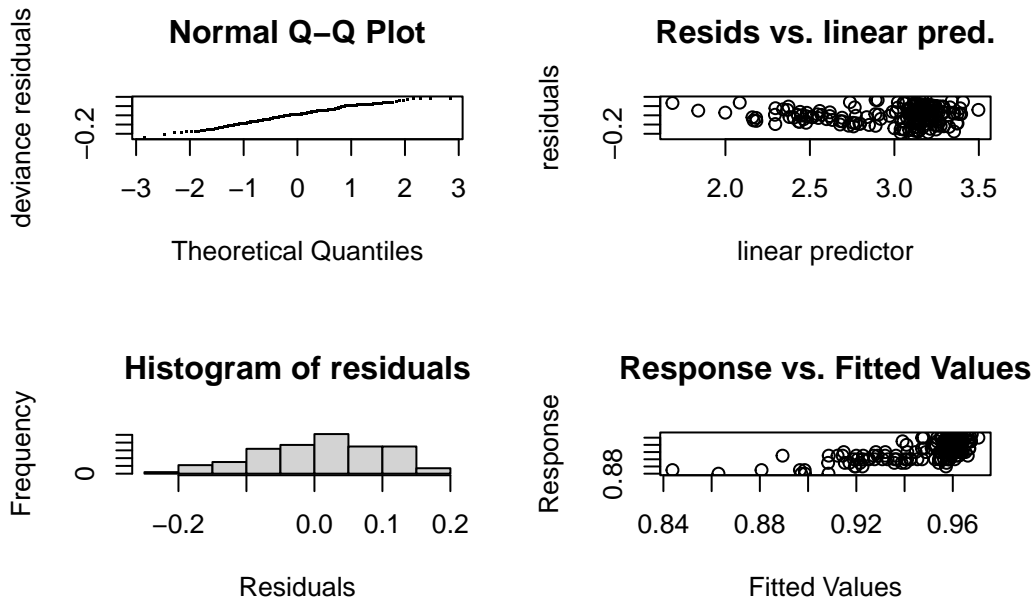 Normal Q−Q Plot
deviance residuals
−0.2
−3 −2 −1 0 1 2 3
Theoretical Quantiles
Resids vs. linear pred.
residuals
−0.2
2.0 2.5 3.0 3.5
linear predictor
Histogram of residuals
Frequency
0
−0.2 0.0 0.1 0.2
Residuals
Response vs. Fitted Values
Response
0.88
0.84 0.88 0.92 0.96
Fitted Values